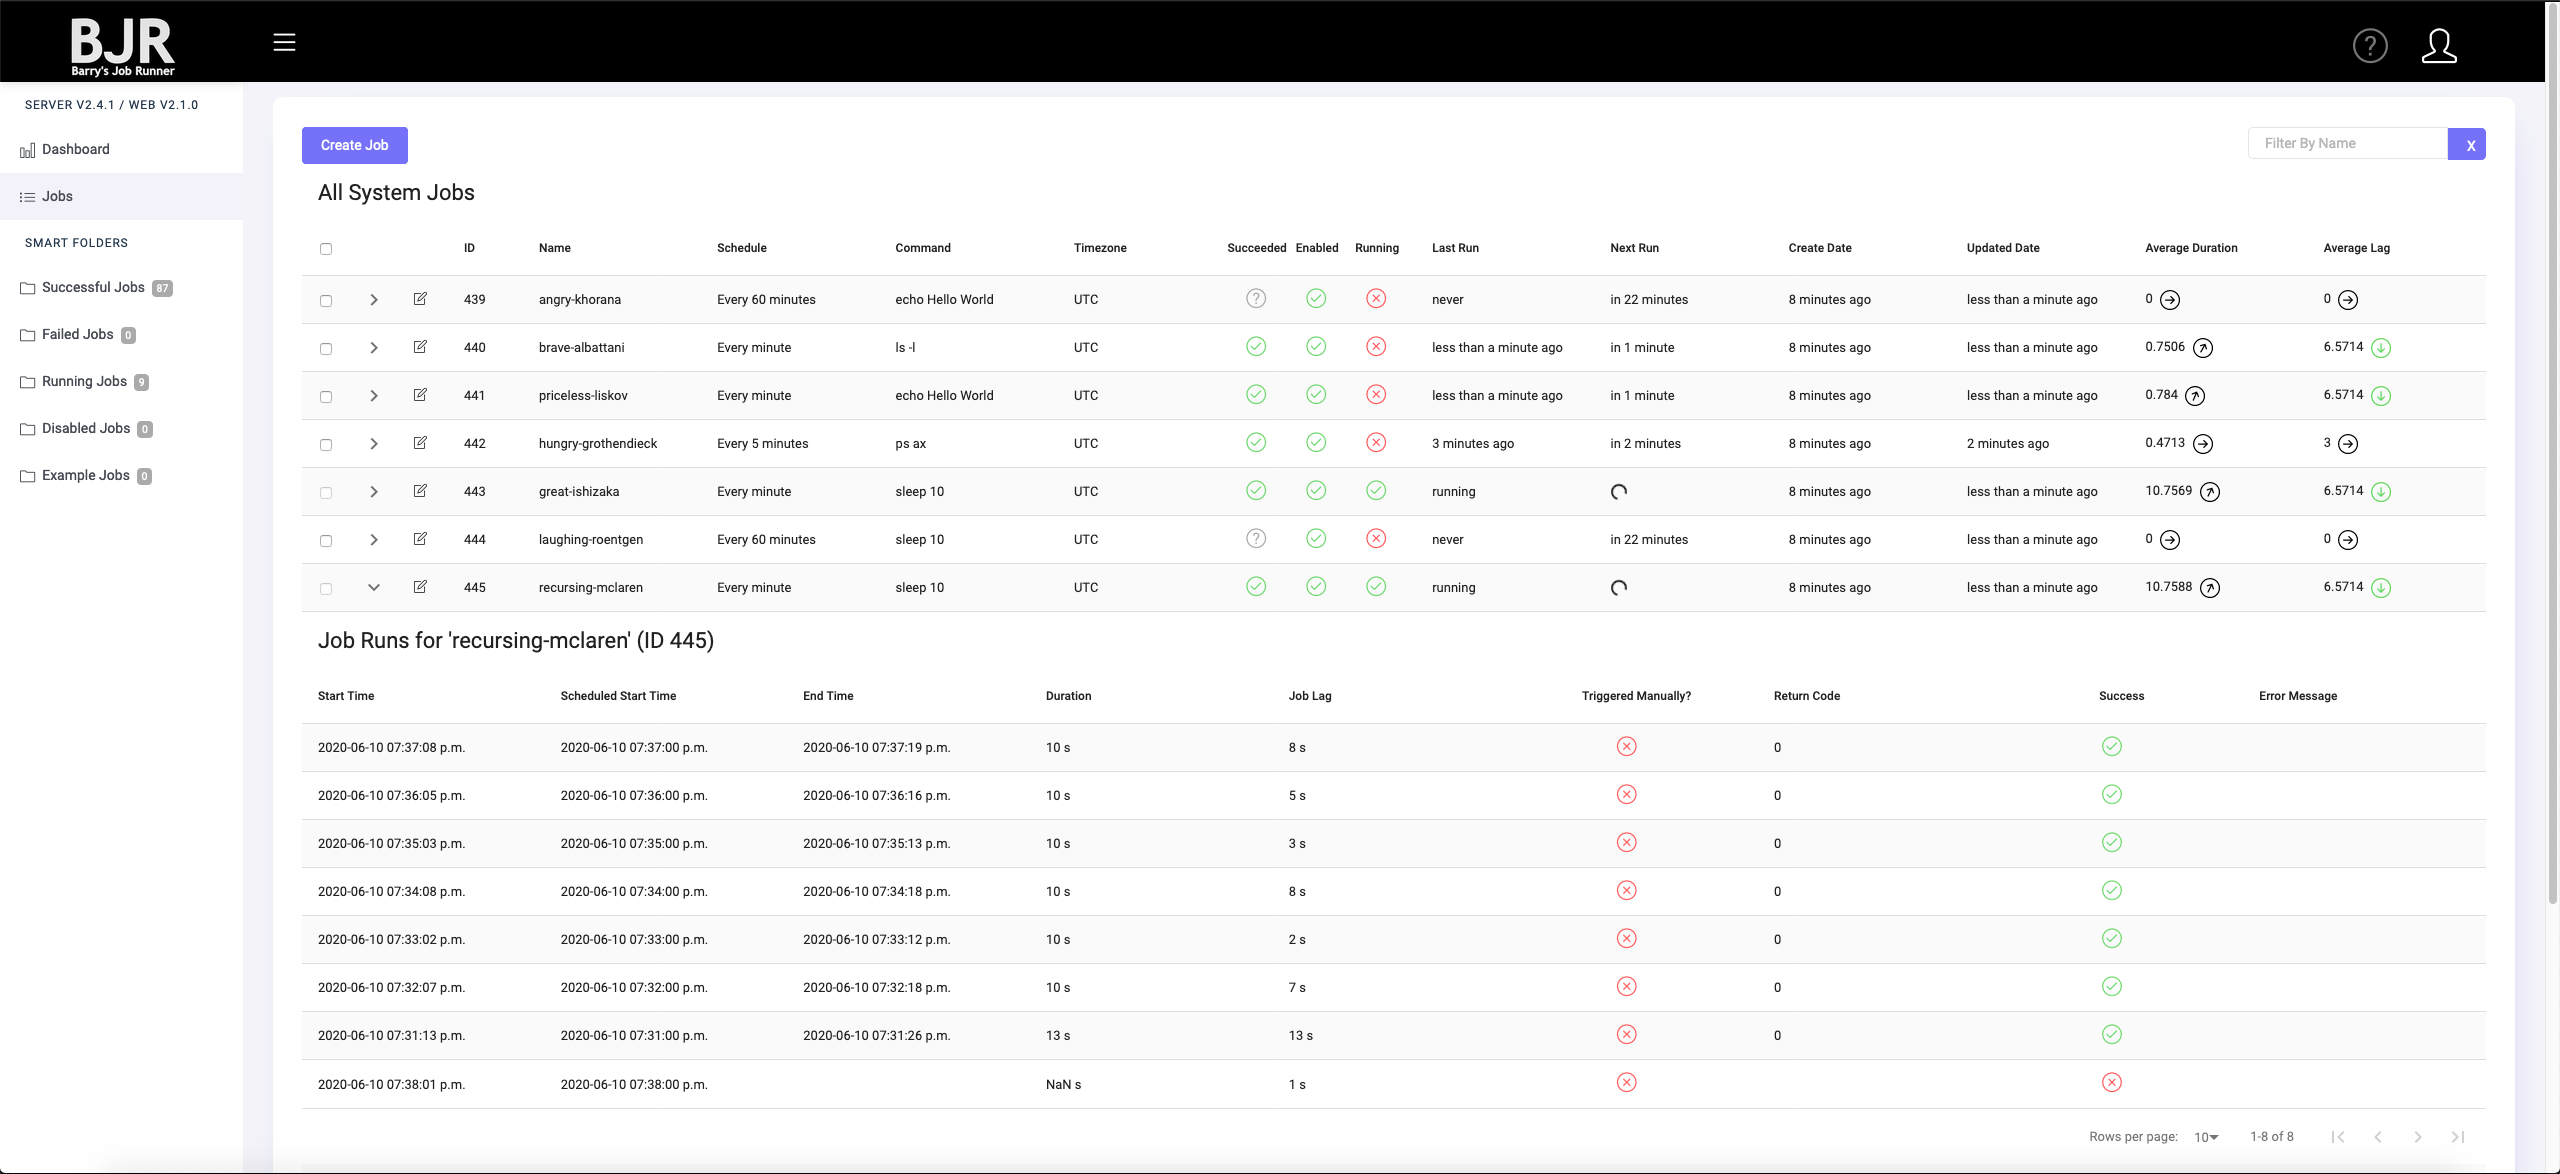 BJR
Barry's Job Runner
SERVER V2.4.1 / WEB V2.1.0
Dashboard
Jobs
SMART FOLDERS
Successful Jobs 87
Failed Jobs 0
Running Jobs 9
Disabled Jobs 0
Example Jobs 0
Create Job
Filter By Name X
All System Jobs
ID Name Schedule Command Timezone Succeeded Enabled Running Last Run Next Run Create Date Updated Date Average Duration Average Lag
439 angry-khorana Every 60 minutes echo Hello World UTC never in 22 minutes 8 minutes ago less than a minute ago 0 0
440 brave-albattani Every minute ls -l UTC less than a minute ago in 1 minute 8 minutes ago less than a minute ago 0.7506 6.5714
441 priceless-liskov Every minute echo Hello World UTC less than a minute ago in 1 minute 8 minutes ago less than a minute ago 0.784 6.5714
442 hungry-grothendieck Every 5 minutes ps ax UTC 3 minutes ago in 2 minutes 8 minutes ago 2 minutes ago 0.4713 3
443 great-ishizaka Every minute sleep 10 UTC running 8 minutes ago less than a minute ago 10.7569 6.5714
444 laughing-roentgen Every 60 minutes sleep 10 UTC never in 22 minutes 8 minutes ago less than a minute ago 0 0
445 recursing-mclaren Every minute sleep 10 UTC running 8 minutes ago less than a minute ago 10.7588 6.5714
Job Runs for 'recursing-mclaren' (ID 445)
Start Time Scheduled Start Time End Time Duration Job Lag Triggered Manually? Return Code Success Error Message
2020-06-10 07:37:08 p.m. 2020-06-10 07:37:00 p.m. 2020-06-10 07:37:19 p.m. 10 s 8 s 0
2020-06-10 07:36:05 p.m. 2020-06-10 07:36:00 p.m. 2020-06-10 07:36:16 p.m. 10 s 5 s 0
2020-06-10 07:35:03 p.m. 2020-06-10 07:35:00 p.m. 2020-06-10 07:35:13 p.m. 10 s 3 s 0
2020-06-10 07:34:08 p.m. 2020-06-10 07:34:00 p.m. 2020-06-10 07:34:18 p.m. 10 s 8 s 0
2020-06-10 07:33:02 p.m. 2020-06-10 07:33:00 p.m. 2020-06-10 07:33:12 p.m. 10 s 2 s 0
2020-06-10 07:32:07 p.m. 2020-06-10 07:32:00 p.m. 2020-06-10 07:32:18 p.m. 10 s 7 s 0
2020-06-10 07:31:13 p.m. 2020-06-10 07:31:00 p.m. 2020-06-10 07:31:26 p.m. 13 s 13 s 0
2020-06-10 07:38:01 p.m. 2020-06-10 07:38:00 p.m. NaN s 1 s
Rows per page: 10 1-8 of 8